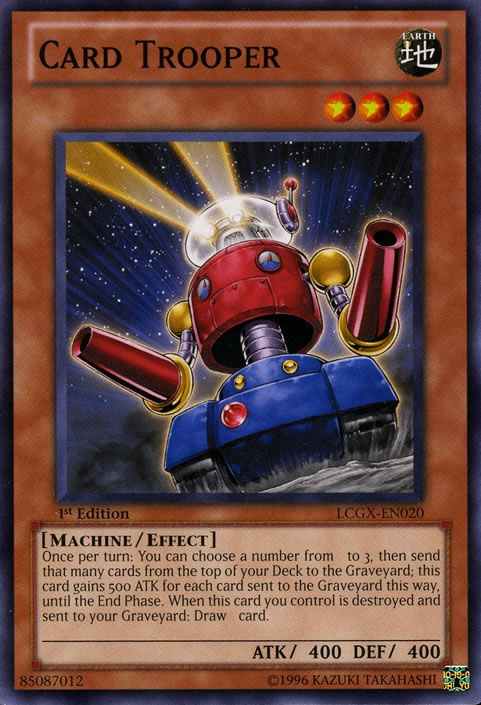 CARD TROOPER
EARTH
地
1st Edition
LCGX-EN020
[MACHINE/EFFECT]
Once per turn: You can choose a number from to 3, then send
that many cards from the top of your Deck to the Graveyard; this
card gains 500 ATK for each card sent to the Graveyard this way,
until the End Phase. When this card you control is destroyed and
sent to your Graveyard: Draw card.
ATK/ 400 DEF/ 400
85087012
©1996 KAZUKI TAKAHASHI